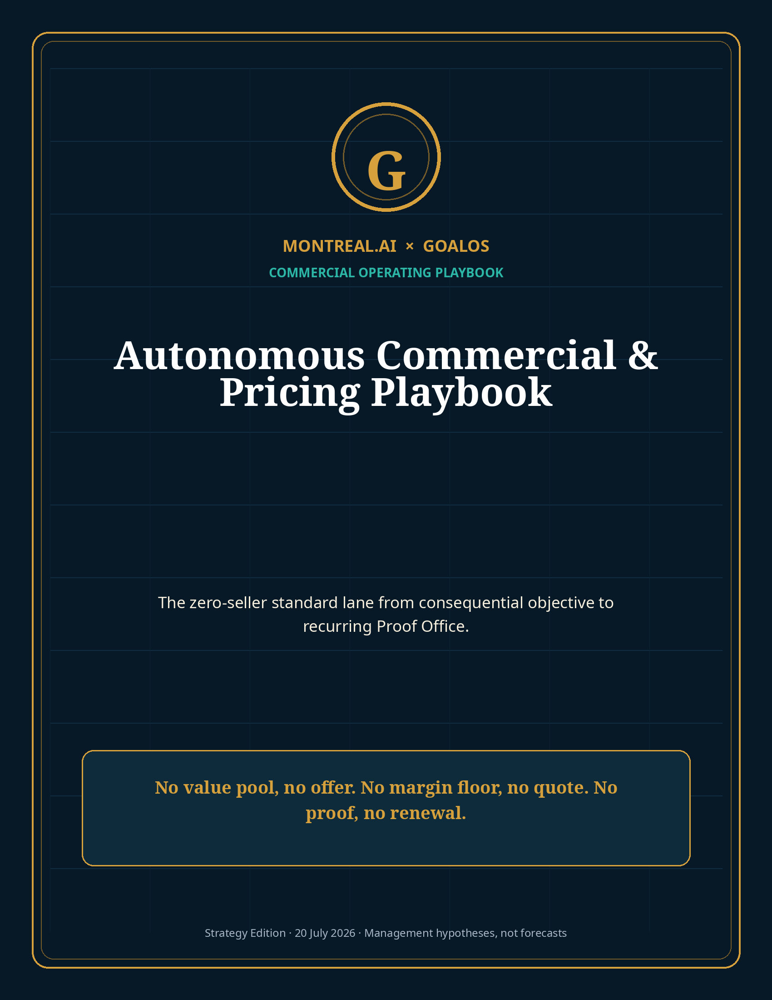 G
MONTREAL.AI × GOALOS
COMMERCIAL OPERATING PLAYBOOK
Autonomous Commercial &
Pricing Playbook
The zero-seller standard lane from consequential objective to
recurring Proof Office.
No value pool, no offer. No margin floor, no quote. No
proof, no renewal.
Strategy Edition · 20 July 2026 · Management hypotheses, not forecasts